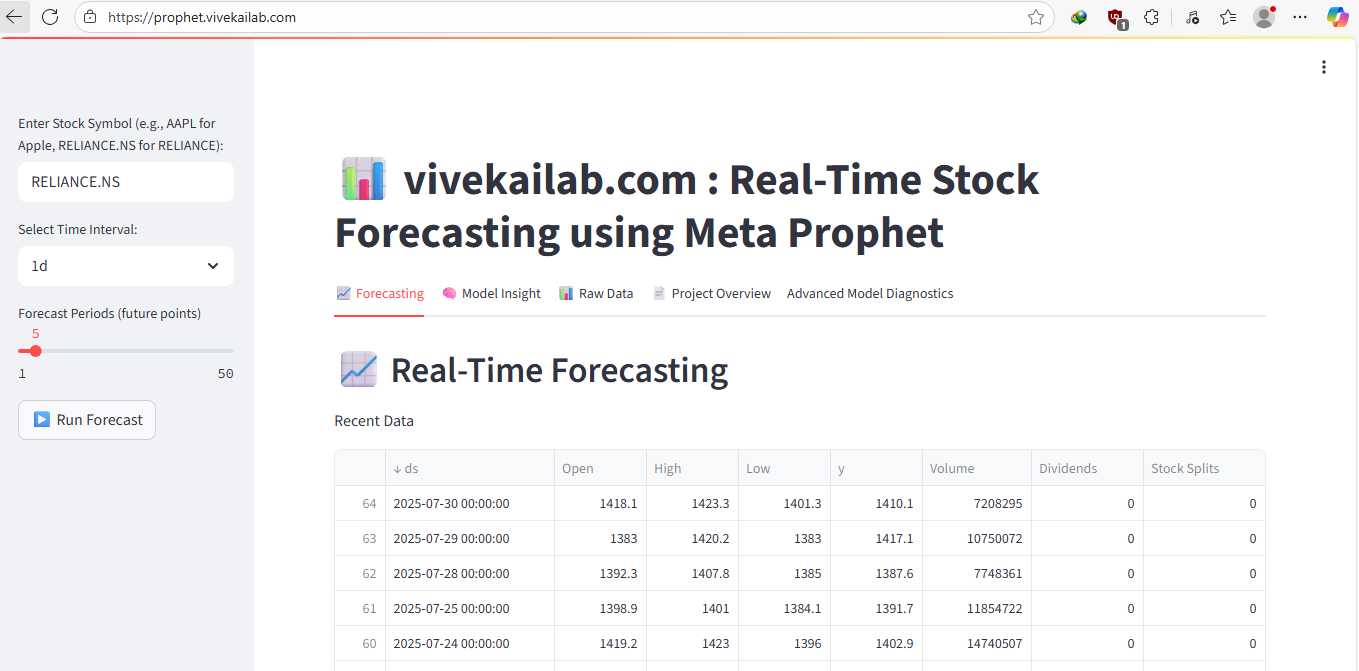 https://prophet.vivekailab.com
1
Enter Stock Symbol (e.g., AAPL for
Apple, RELIANCE.NS for RELIANCE):
RELIANCE.NS
Select Time Interval:
1d
Forecast Periods (future points)
5
1 50
Run Forecast
vivekailab.com : Real-Time Stock
Forecasting using Meta Prophet
Forecasting Model Insight Raw Data Project Overview Advanced Model Diagnostics
Real-Time Forecasting
Recent Data
↓ ds Open High Low y Volume Dividends Stock Splits
64 2025-07-30 00:00:00 1418.1 1423.3 1401.3 1410.1 7208295 0 0
63 2025-07-29 00:00:00 1383 1420.2 1383 1417.1 10750072 0 0
62 2025-07-28 00:00:00 1392.3 1407.8 1385 1387.6 7748361 0 0
61 2025-07-25 00:00:00 1398.9 1401 1384.1 1391.7 11854722 0 0
60 2025-07-24 00:00:00 1419.2 1423 1396 1402.9 14740507 0 0